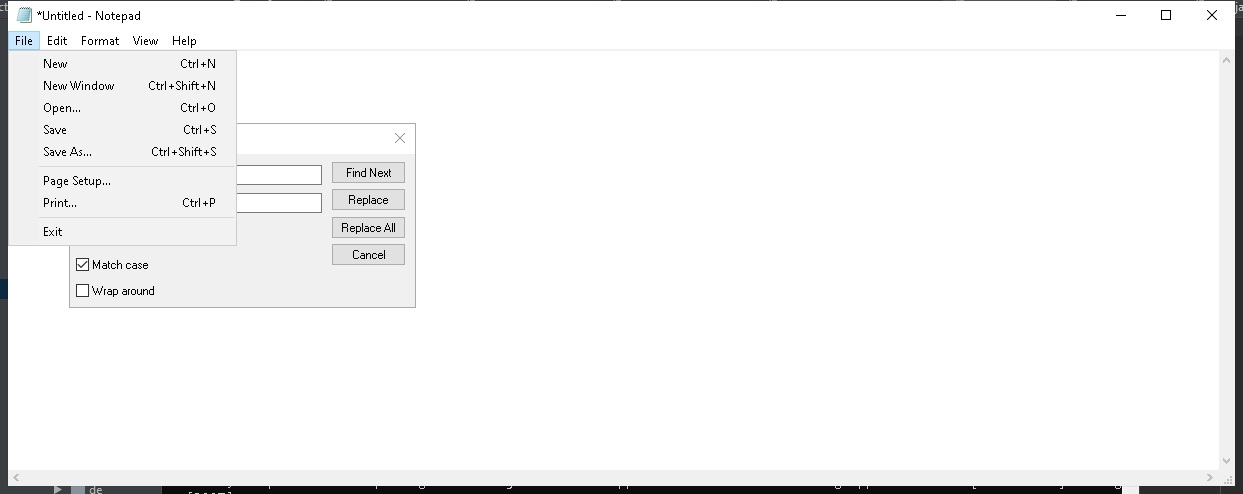 *Untitled - Notepad
File Edit Format View Help
New Ctrl+N
New Window Ctrl+Shift+N
Open... Ctrl+O
Save Ctrl+S
Save As... Ctrl+Shift+S
Page Setup...
Print... Ctrl+P
Exit
Find Next
Replace
Replace All
Cancel
Match case
Wrap around
de